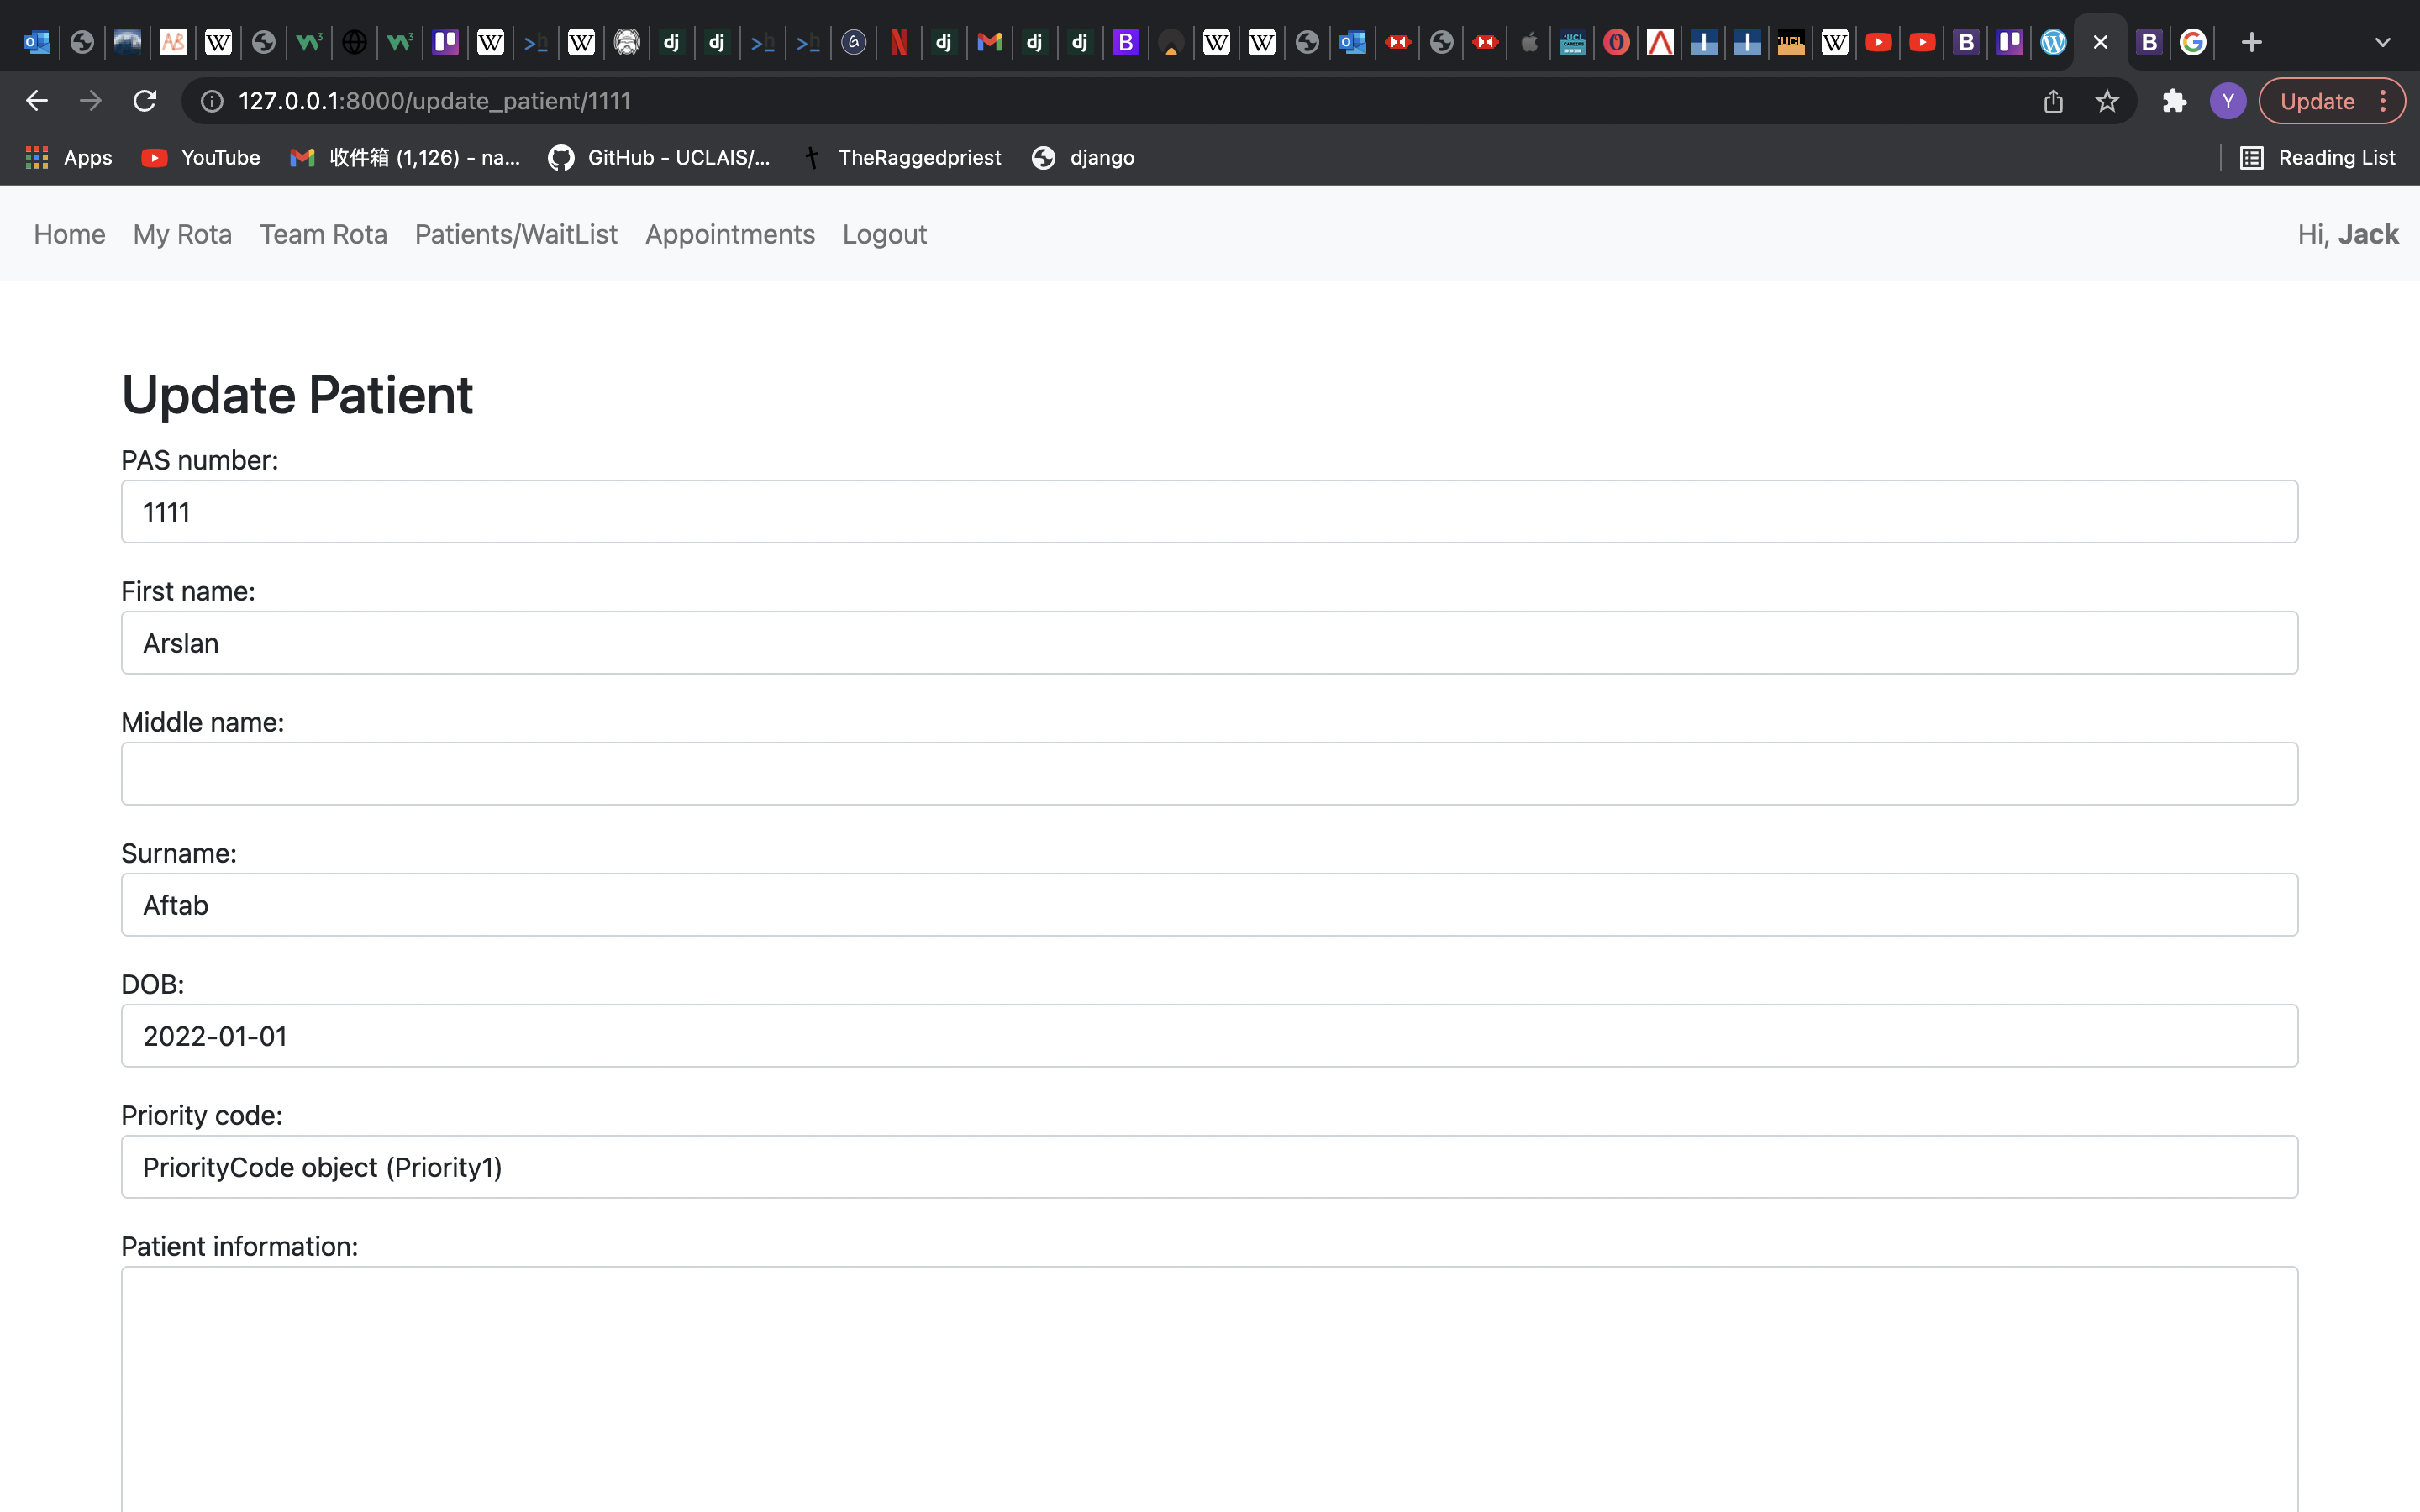 127.0.0.1:8000/update_patient/1111
Update
Apps YouTube 收件箱 (1,126) – na... GitHub - UCLAIS/... TheRaggedpriest django Reading List
Home My Rota Team Rota Patients/WaitList Appointments Logout Hi, Jack
Update Patient
PAS number:
1111
First name:
Arslan
Middle name:
Surname:
Aftab
DOB:
2022-01-01
Priority code:
PriorityCode object (Priority1)
Patient information: